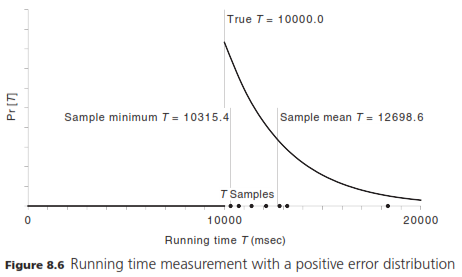 True T = 10000.0
Pr [T]
Sample minimum T = 10315.4
Sample mean T = 12698.6
T Samples
0
10000
20000
Running time T (msec)
Figure 8.6 Running time measurement with a positive error distribution